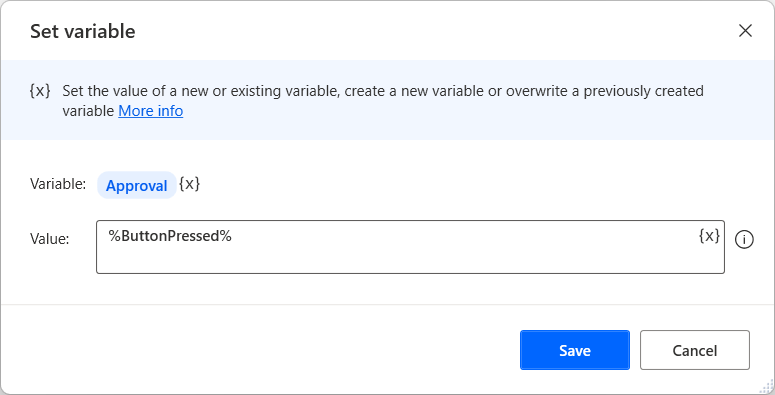 Set variable
{x} Set the value of a new or existing variable, create a new variable or overwrite a previously created
variable More info
Variable: Approval {x}
Value: %ButtonPressed% {x}
Save Cancel